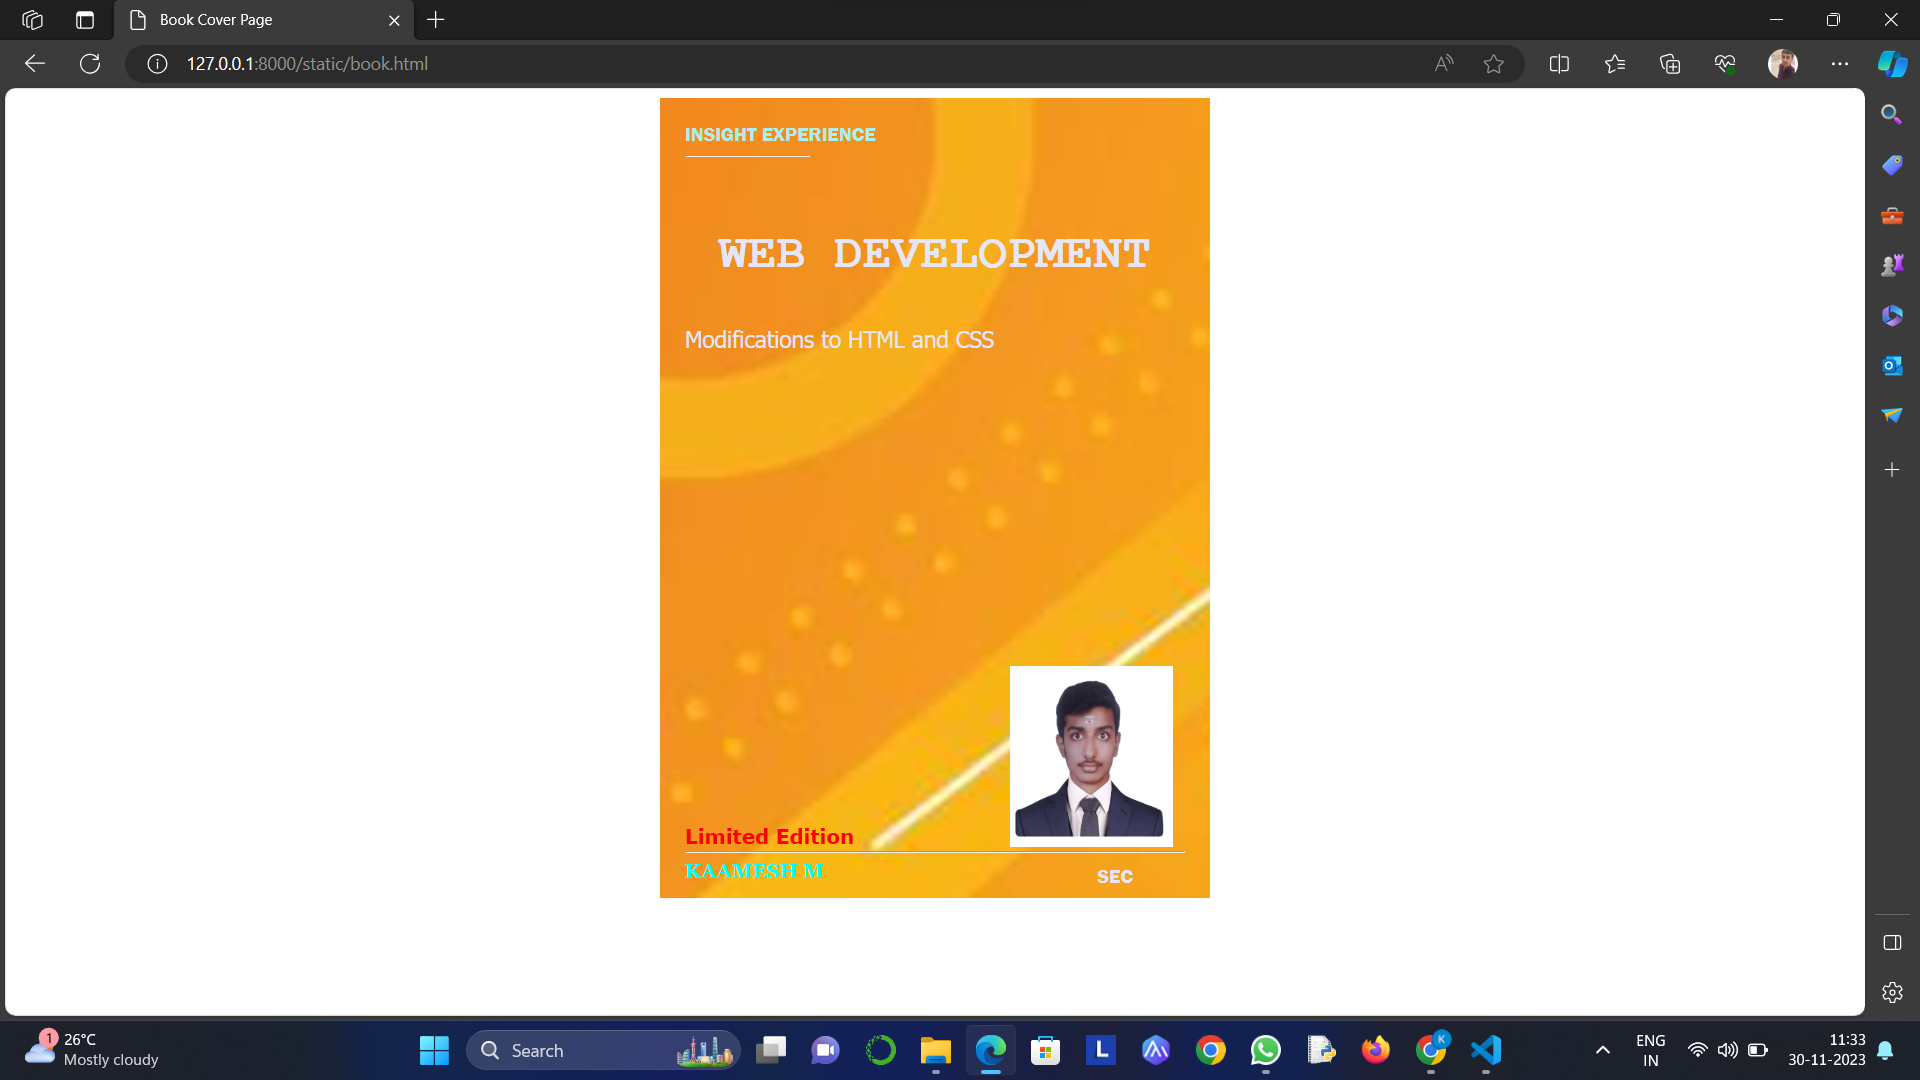 Book Cover Page
127.0.0.1:8000/static/book.html
INSIGHT EXPERIENCE
WEB DEVELOPMENT
Modifications to HTML and CSS
Limited Edition
KAAMESH M
SEC
1
26°C
Mostly cloudy
Search
L
K
ENG
IN
11:33
30-11-2023